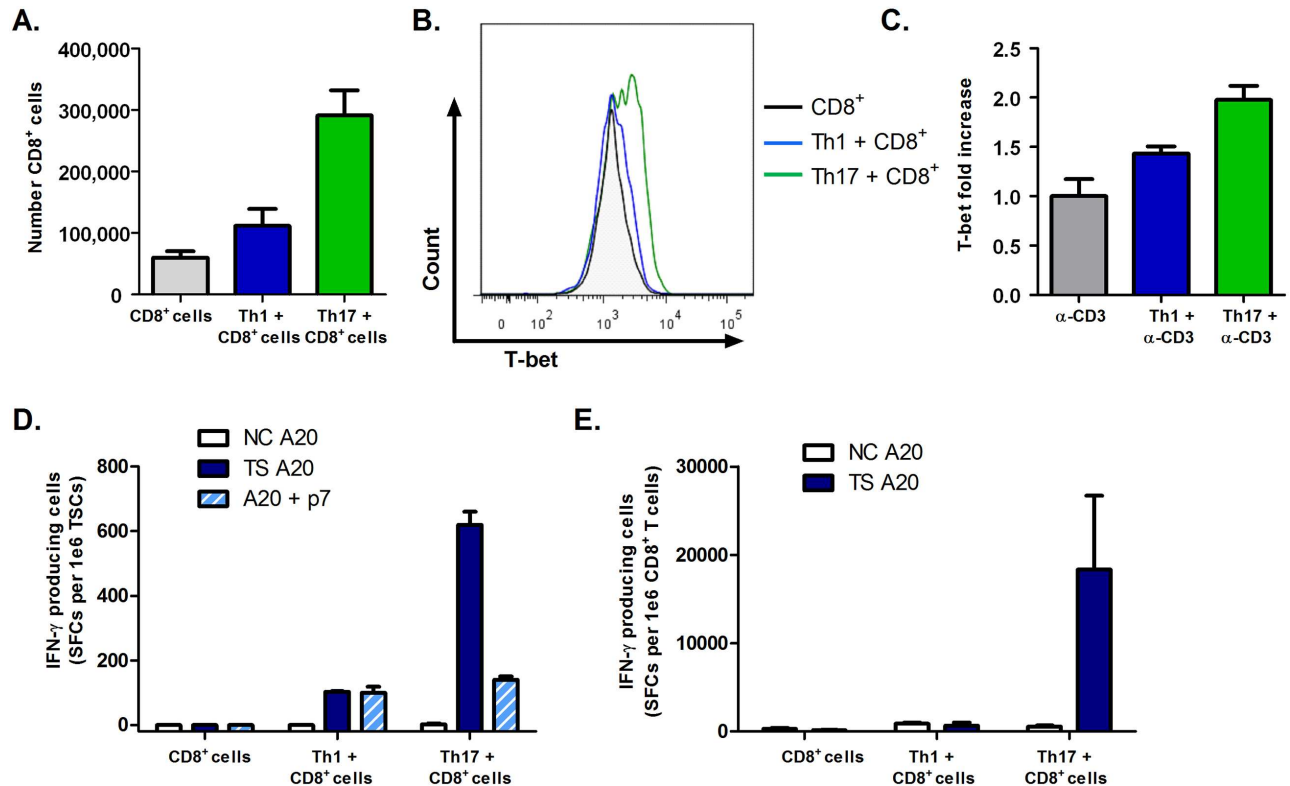 A.
Number CD8⁺ cells
400,000
300,000
200,000
100,000
0
CD8⁺ cells
Th1 +
CD8⁺ cells
Th17 +
CD8⁺ cells
B.
Count
0
10²
10³
10⁴
10⁵
T-bet
CD8⁺
Th1 + CD8⁺
Th17 + CD8⁺
C.
T-bet fold increase
2.5
2.0
1.5
1.0
0.5
0.0
α-CD3
Th1 +
α-CD3
Th17 +
α-CD3
D.
NC A20
TS A20
A20 + p7
IFN-γ producing cells
(SFCs per 1e6 TSCs)
800
600
400
200
0
CD8⁺ cells
Th1 +
CD8⁺ cells
Th17 +
CD8⁺ cells
E.
NC A20
TS A20
IFN-γ producing cells
(SFCs per 1e6 CD8⁺ T cells)
30000
20000
10000
0
CD8⁺ cells
Th1 +
CD8⁺ cells
Th17 +
CD8⁺ cells